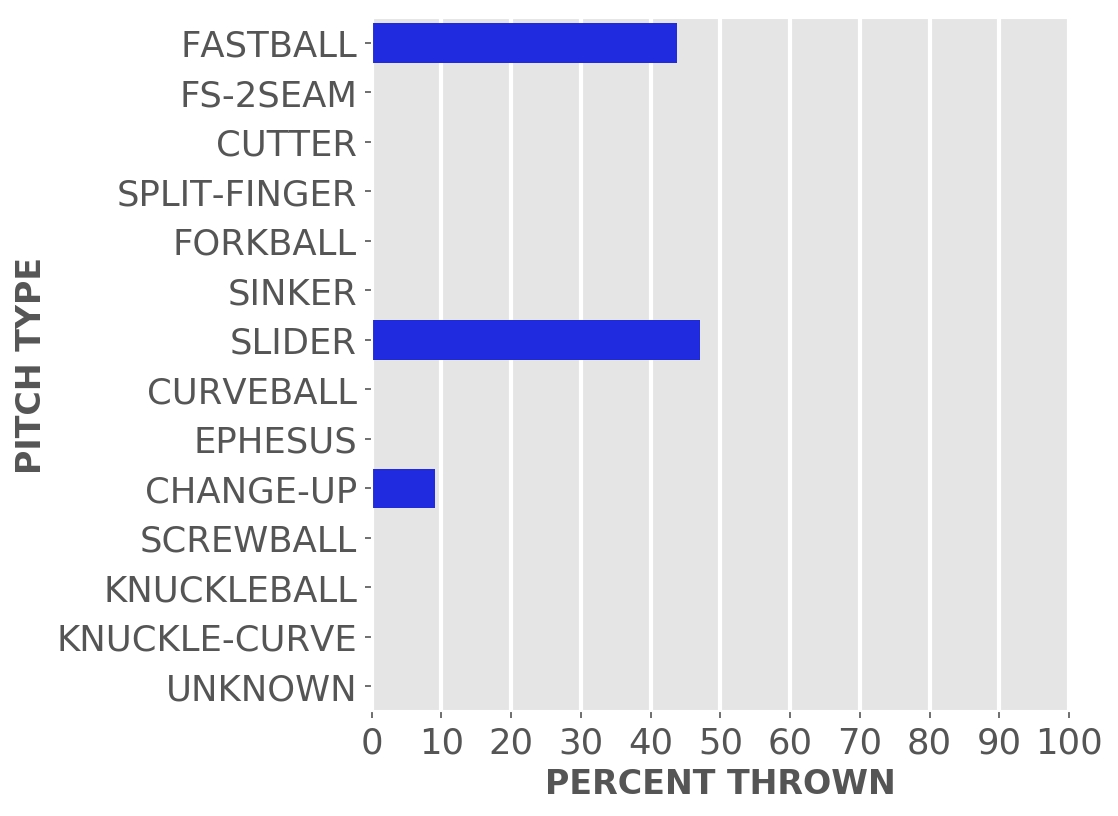 FASTBALL
FS-2SEAM
CUTTER
SPLIT-FINGER
FORKBALL
SINKER
SLIDER
CURVEBALL
EPHESUS
CHANGE-UP
SCREWBALL
KNUCKLEBALL
KNUCKLE-CURVE
UNKNOWN
PITCH TYPE
0 10 20 30 40 50 60 70 80 90 100
PERCENT THROWN